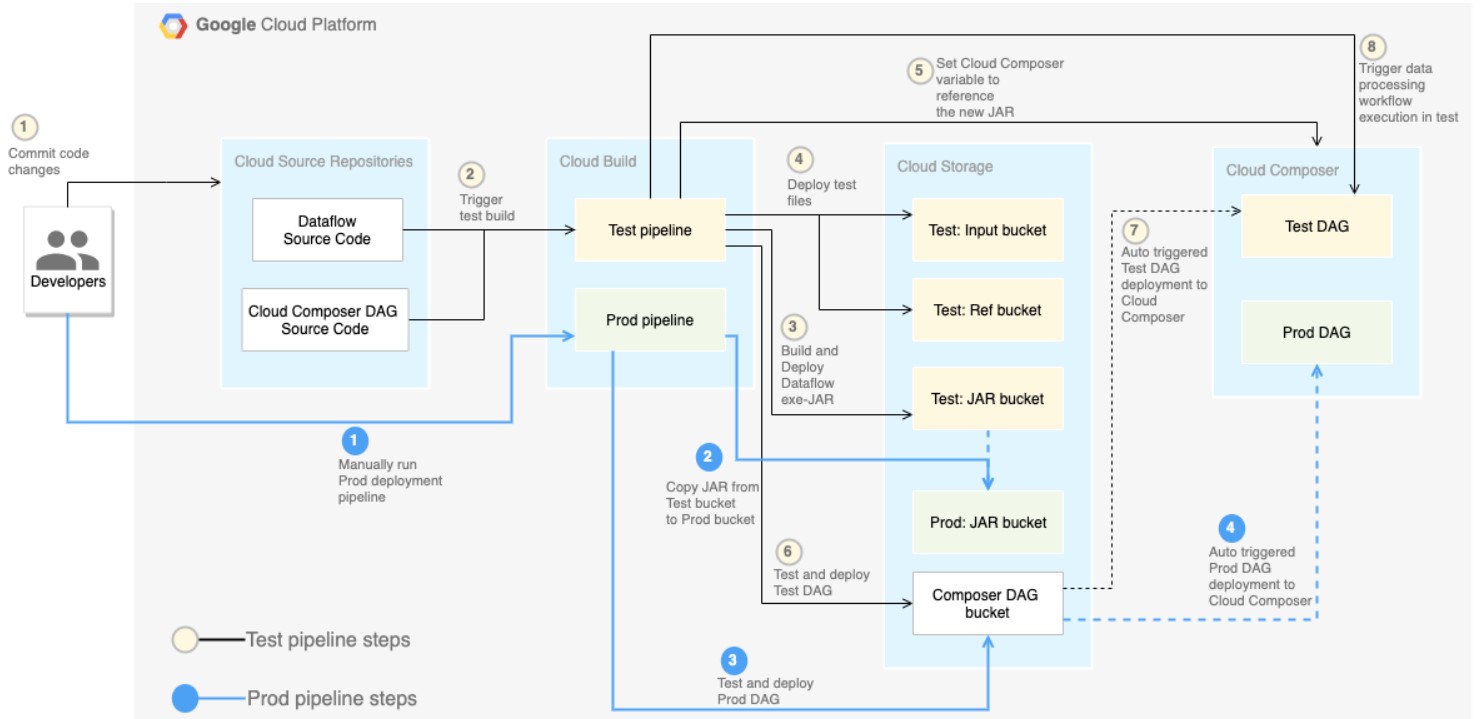 Google Cloud Platform
1
Commit code
changes
Developers
Cloud Source Repositories
Dataflow
Source Code
Cloud Composer DAG
Source Code
2
Trigger
test build
Cloud Build
Test pipeline
Prod pipeline
4
Deploy test
files
5
Set Cloud Composer
variable to
reference
the new JAR
8
Trigger data
processing
workflow
execution in test
3
Build and
Deploy
Dataflow
exe-JAR
Cloud Storage
Test: Input bucket
Test: Ref bucket
Test: JAR bucket
Prod: JAR bucket
Composer DAG
bucket
Cloud Composer
Test DAG
Prod DAG
7
Auto triggered
Test DAG
deployment to
Cloud
Composer
1
Manually run
Prod deployment
pipeline
2
Copy JAR from
Test bucket
to Prod bucket
6
Test and deploy
Test DAG
3
Test and deploy
Prod DAG
4
Auto triggered
Prod DAG
deployment to
Cloud Composer
Test pipeline steps
Prod pipeline steps